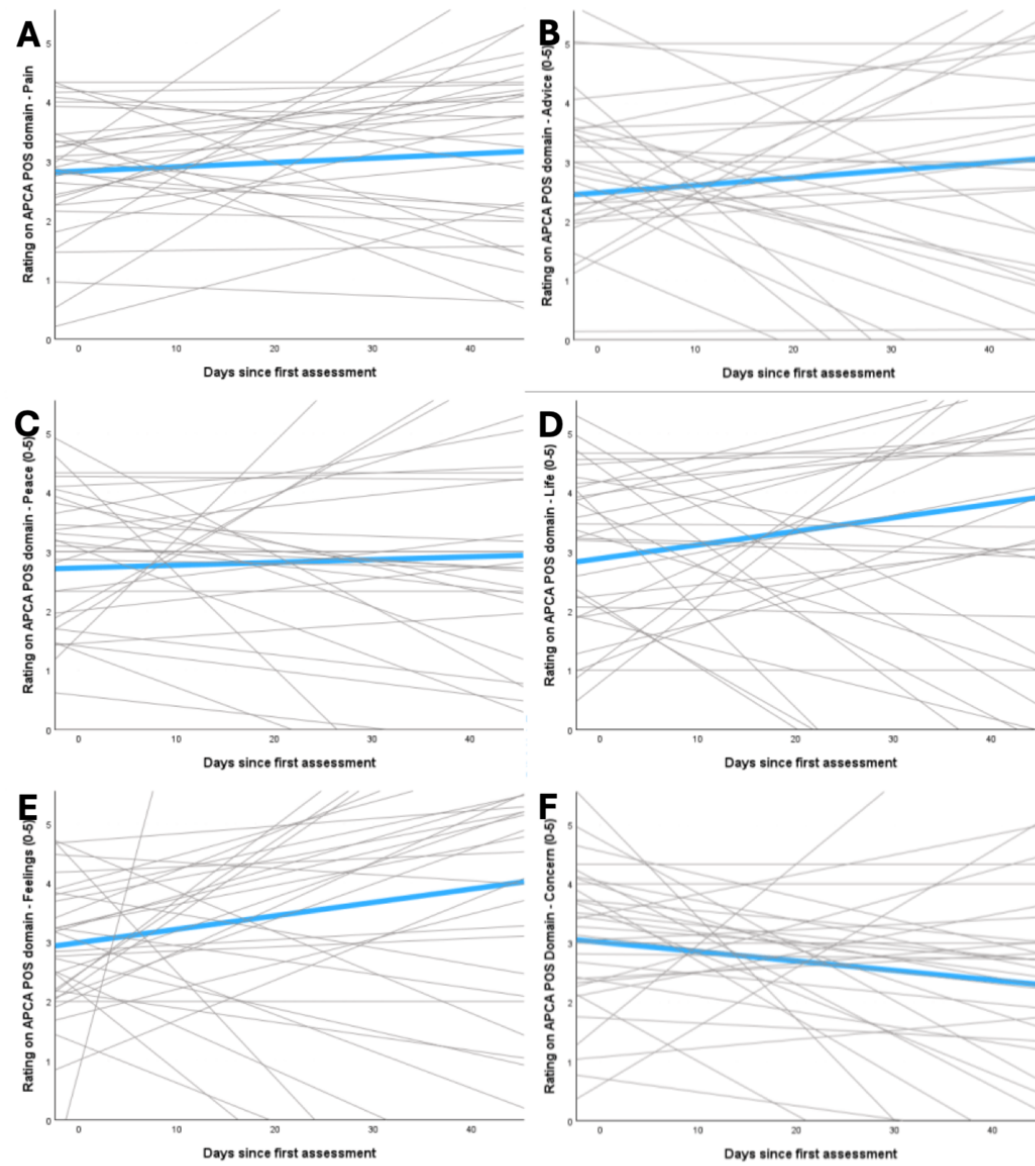 A
Rating on APCA POS domain - Pain
5
4
3
2
1
0
0 10 20 30 40
Days since first assessment
B
Rating on APCA POS domain - Advice (0-5)
5
4
3
2
1
0
0 10 20 30 40
Days since first assessment
C
Rating on APCA POS domain - Peace (0-5)
5
4
3
2
1
0
0 10 20 30 40
Days since first assessment
D
Rating on APCA POS domain - Life (0-5)
5
4
3
2
1
0
0 10 20 30 40
Days since first assessment
E
Rating on APCA POS domain - Feelings (0-5)
5
4
3
2
1
0
0 10 20 30 40
Days since first assessment
F
Rating on APCA POS Domain - Concern (0-5)
5
4
3
2
1
0
0 10 20 30 40
Days since first assessment